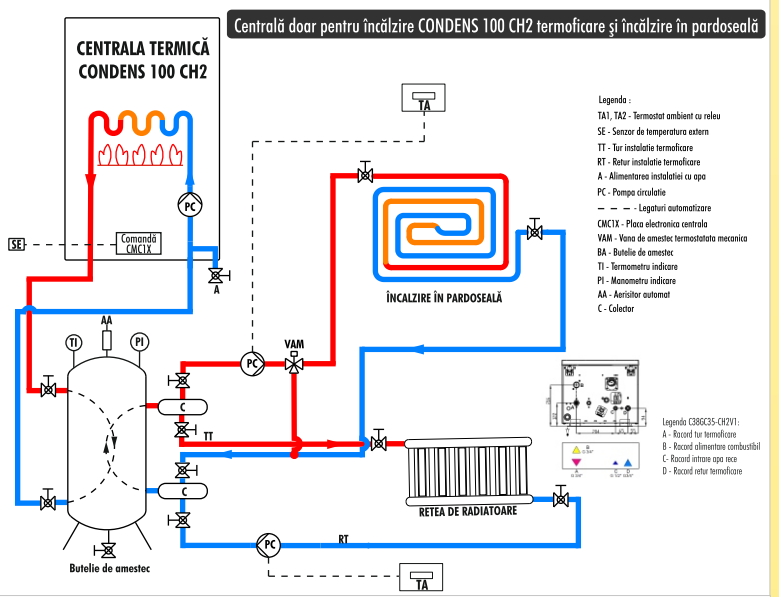 Centrală doar pentru încălzire CONDENS 100 CH2 termoficare şi încălzire în pardoseală
CENTRALA TERMICĂ
CONDENS 100 CH2
PC
Comandă
CMC1X
SE
A
TA
Legenda :
TA1, TA2 - Termostat ambient cu releu
SE - Senzor de temperatura extern
TT - Tur instalatie termoficare
RT - Retur instalatie termoficare
A - Alimentarea instalatiei cu apa
PC - Pompa circulatie
- Legaturi automatizare
CMC1X - Placa electronica centrala
VAM - Vana de amestec termostatata mecanica
BA - Butelie de amestec
TI - Termometru indicare
PI - Manometru indicare
AA - Aerisitor automat
C - Colector
ÎNCALZIRE ÎN PARDOSEALĂ
AA
TI
PI
VAM
PC
C
TT
C
RETEA DE RADIATOARE
PC
RT
TA
Butelie de amestec
A
C
D
Legenda C38GC35-CH2V1:
A - Racord tur termoficare
B - Racord alimentare combustibil
C- Racord intrare apa rece
D - Racord retur termoficare